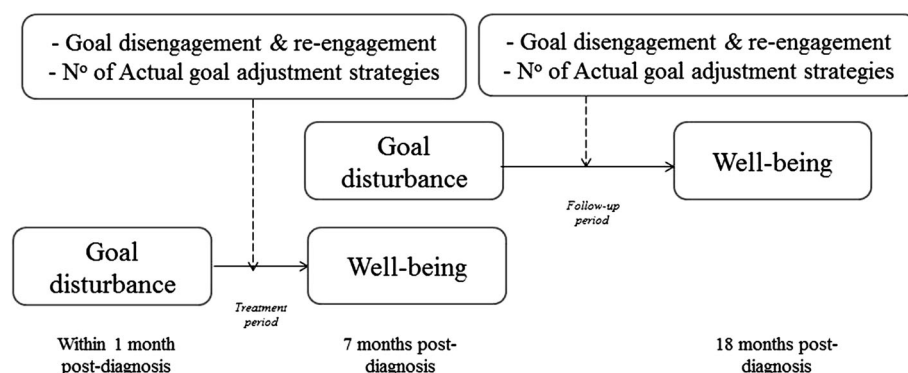 - Goal disengagement & re-engagement
- Nº of Actual goal adjustment strategies
- Goal disengagement & re-engagement
- Nº of Actual goal adjustment strategies
Goal
disturbance
Well-being
Follow-up
period
Goal
disturbance
Well-being
Treatment
period
Within 1 month
post-diagnosis
7 months post-
diagnosis
18 months post-
diagnosis